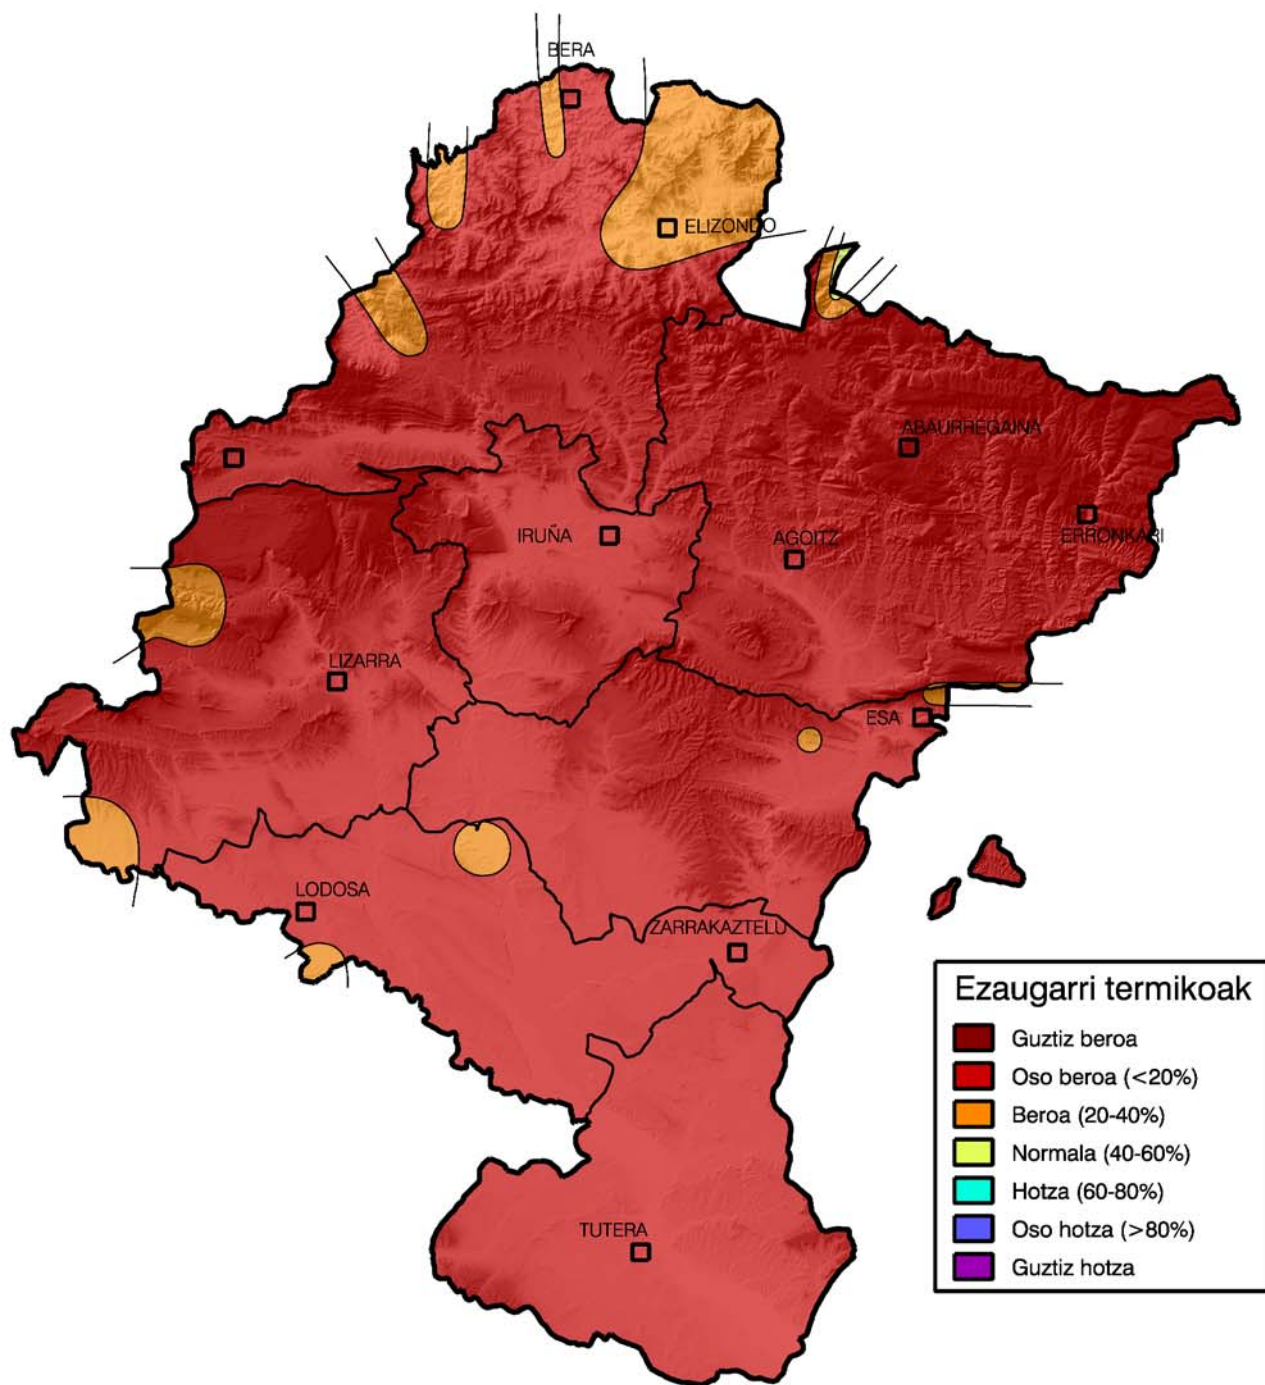 BERA
ELIZONDO
ABAURREGAINA
IRUÑA
AGOITZ
ERRONKARI
LIZARRA
ESA
LODOSA
ZARRAKAZTELU
TUTERA
Ezaugarri termikoak
Guztiz beroa
Oso beroa (<20%)
Beroa (20-40%)
Normala (40-60%)
Hotza (60-80%)
Oso hotza (>80%)
Guztiz hotza